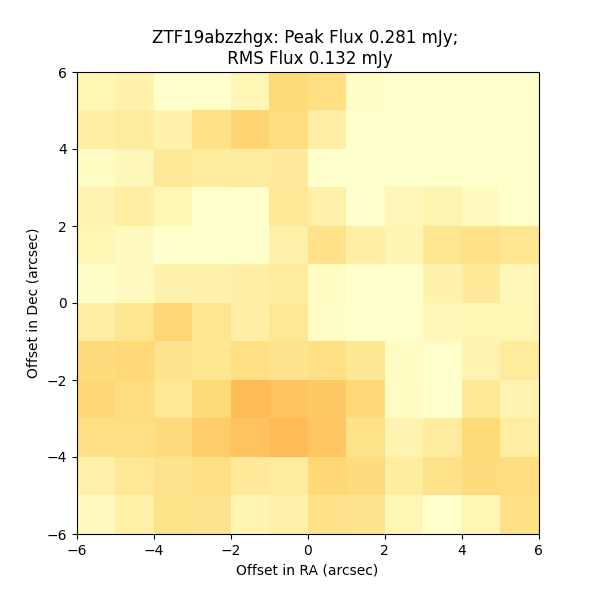 ZTF19abzzhgx: Peak Flux 0.281 mJy;
RMS Flux 0.132 mJy
6
4
2
0
−2
−4
−6
Offset in Dec (arcsec)
−6 −4 −2 0 2 4 6
Offset in RA (arcsec)